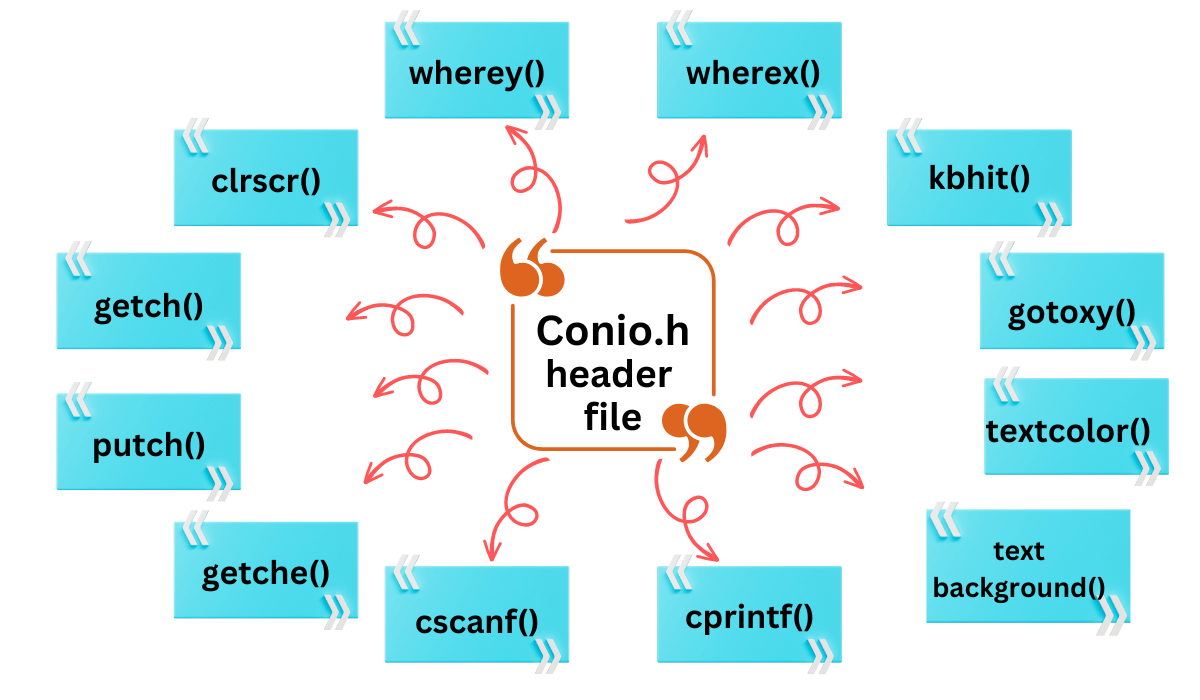 wherey()
wherex()
clrscr()
kbhit()
getch()
gotoxy()
Conio.h
header
file
putch()
textcolor()
getche()
text
background()
cscanf()
cprintf()